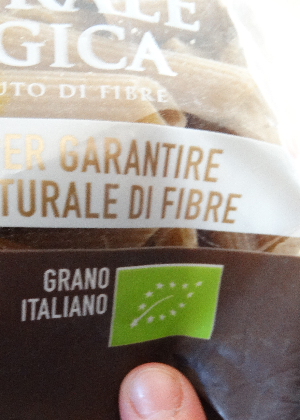 GICA
UTO DI FIBRE
ER GARANTIRE
TURALE DI FIBRE
GRANO
ITALIANO